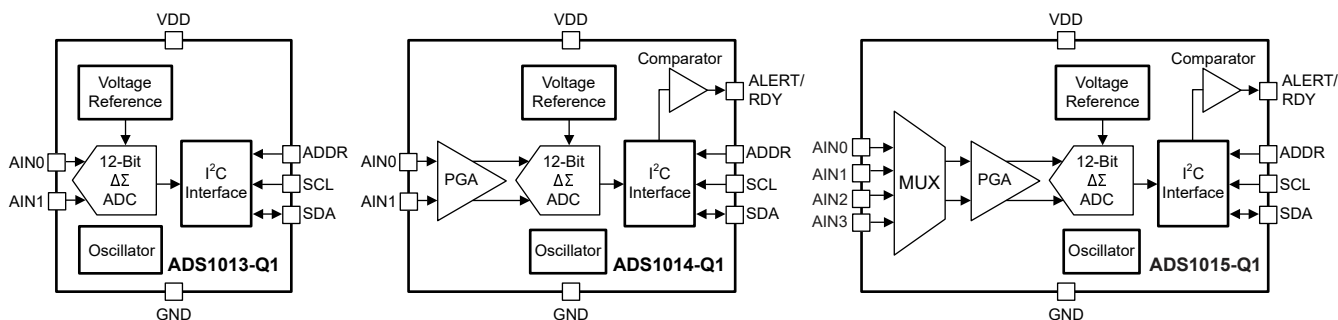 VDD
Voltage
Reference
AIN0
AIN1
12-Bit
ΔΣ
ADC
I²C
Interface
ADDR
SCL
SDA
Oscillator
ADS1013-Q1
GND
VDD
Comparator
ALERT/
RDY
Voltage
Reference
AIN0
AIN1
PGA
12-Bit
ΔΣ
ADC
I²C
Interface
ADDR
SCL
SDA
Oscillator
ADS1014-Q1
GND
VDD
Comparator
ALERT/
RDY
Voltage
Reference
AIN0
AIN1
AIN2
AIN3
MUX
PGA
12-Bit
ΔΣ
ADC
I²C
Interface
ADDR
SCL
SDA
Oscillator
ADS1015-Q1
GND